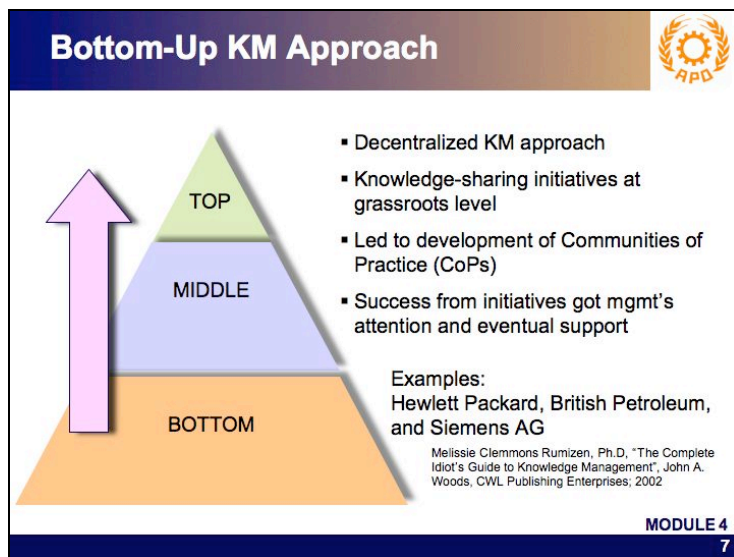 Bottom-Up KM Approach
APO
TOP
MIDDLE
BOTTOM
▪ Decentralized KM approach
▪ Knowledge-sharing initiatives at
grassroots level
▪ Led to development of Communities of
Practice (CoPs)
▪ Success from initiatives got mgmt's
attention and eventual support
Examples:
Hewlett Packard, British Petroleum,
and Siemens AG
Melissie Clemmons Rumizen, Ph.D, "The Complete
Idiot's Guide to Knowledge Management", John A.
Woods, CWL Publishing Enterprises; 2002
MODULE 4
7